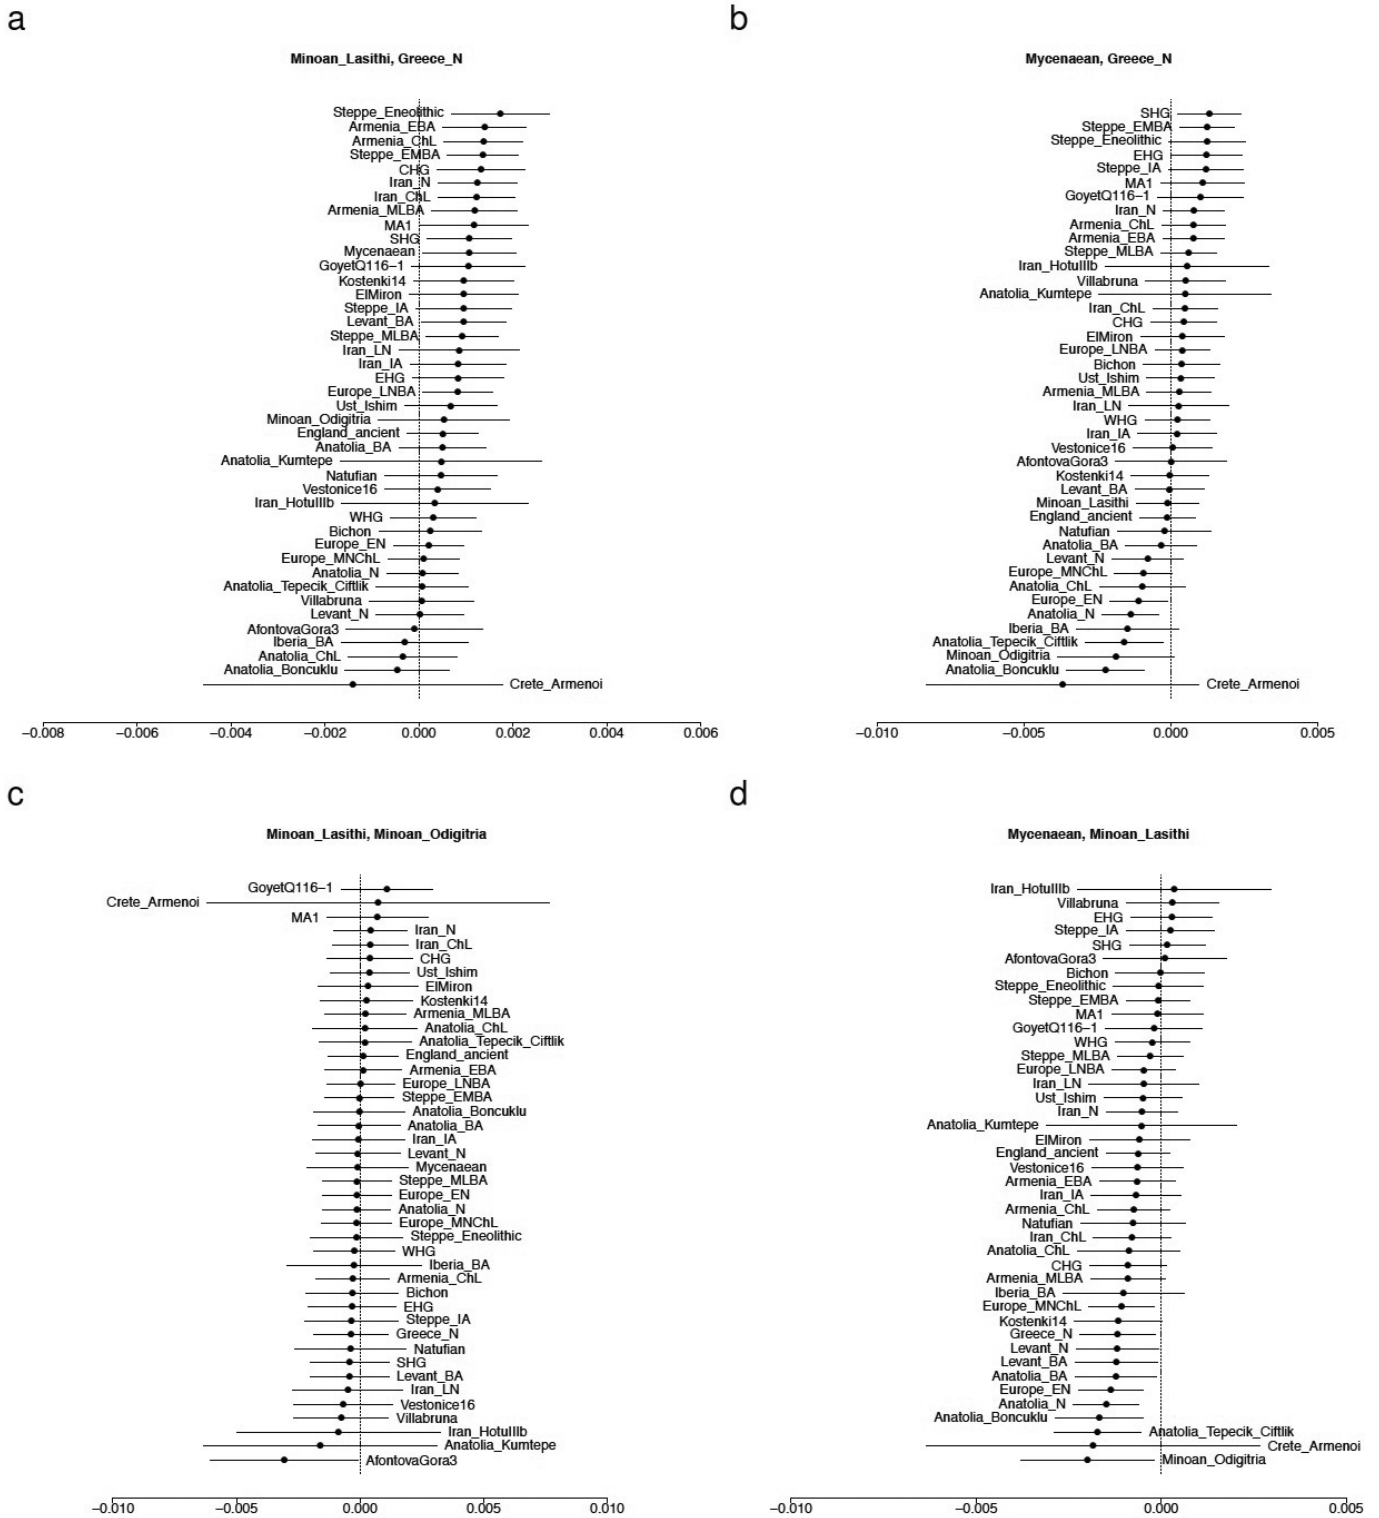 a
Minoan_Lasithi, Greece_N
Steppe_Eneolithic
Armenia_EBA
Armenia_ChL
Steppe_EMBA
CHG
Iran_N
Iran_ChL
Armenia_MLBA
MA1
SHG
Mycenaean
GoyetQ116−1
Kostenki14
ElMiron
Steppe_IA
Levant_BA
Steppe_MLBA
Iran_LN
Iran_IA
EHG
Europe_LNBA
Ust_Ishim
Minoan_Odigitria
England_ancient
Anatolia_BA
Anatolia_Kumtepe
Natufian
Vestonice16
Iran_HotuIIIb
WHG
Bichon
Europe_EN
Europe_MNChL
Anatolia_N
Anatolia_Tepecik_Ciftlik
Villabruna
Levant_N
AfontovaGora3
Iberia_BA
Anatolia_ChL
Anatolia_Boncuklu
Crete_Armenoi
−0.008 −0.006 −0.004 −0.002 0.000 0.002 0.004 0.006
b
Mycenaean, Greece_N
SHG
Steppe_EMBA
Steppe_Eneolithic
EHG
Steppe_IA
MA1
GoyetQ116−1
Iran_N
Armenia_ChL
Armenia_EBA
Steppe_MLBA
Iran_HotuIIIb
Villabruna
Anatolia_Kumtepe
Iran_ChL
CHG
ElMiron
Europe_LNBA
Bichon
Ust_Ishim
Armenia_MLBA
Iran_LN
WHG
Iran_IA
Vestonice16
AfontovaGora3
Kostenki14
Levant_BA
Minoan_Lasithi
England_ancient
Natufian
Anatolia_BA
Levant_N
Europe_MNChL
Anatolia_ChL
Europe_EN
Anatolia_N
Iberia_BA
Anatolia_Tepecik_Ciftlik
Minoan_Odigitria
Anatolia_Boncuklu
Crete_Armenoi
−0.010 −0.005 0.000 0.005
c
Minoan_Lasithi, Minoan_Odigitria
GoyetQ116−1
Crete_Armenoi
MA1
Iran_N
Iran_ChL
CHG
Ust_Ishim
ElMiron
Kostenki14
Armenia_MLBA
Anatolia_ChL
Anatolia_Tepecik_Ciftlik
England_ancient
Armenia_EBA
Europe_LNBA
Steppe_EMBA
Anatolia_Boncuklu
Anatolia_BA
Iran_IA
Levant_N
Mycenaean
Steppe_MLBA
Europe_EN
Anatolia_N
Europe_MNChL
Steppe_Eneolithic
WHG
Iberia_BA
Armenia_ChL
Bichon
EHG
Steppe_IA
Greece_N
Natufian
SHG
Levant_BA
Iran_LN
Vestonice16
Villabruna
Iran_HotuIIIb
Anatolia_Kumtepe
AfontovaGora3
−0.010 −0.005 0.000 0.005 0.010
d
Mycenaean, Minoan_Lasithi
Iran_HotuIIIb
Villabruna
EHG
Steppe_IA
SHG
AfontovaGora3
Bichon
Steppe_Eneolithic
Steppe_EMBA
MA1
GoyetQ116−1
WHG
Steppe_MLBA
Europe_LNBA
Iran_LN
Ust_Ishim
Iran_N
Anatolia_Kumtepe
ElMiron
England_ancient
Vestonice16
Armenia_EBA
Iran_IA
Armenia_ChL
Natufian
Iran_ChL
Anatolia_ChL
CHG
Armenia_MLBA
Iberia_BA
Europe_MNChL
Kostenki14
Greece_N
Levant_N
Levant_BA
Anatolia_BA
Europe_EN
Anatolia_N
Anatolia_Boncuklu
Anatolia_Tepecik_Ciftlik
Crete_Armenoi
Minoan_Odigitria
−0.010 −0.005 0.000 0.005